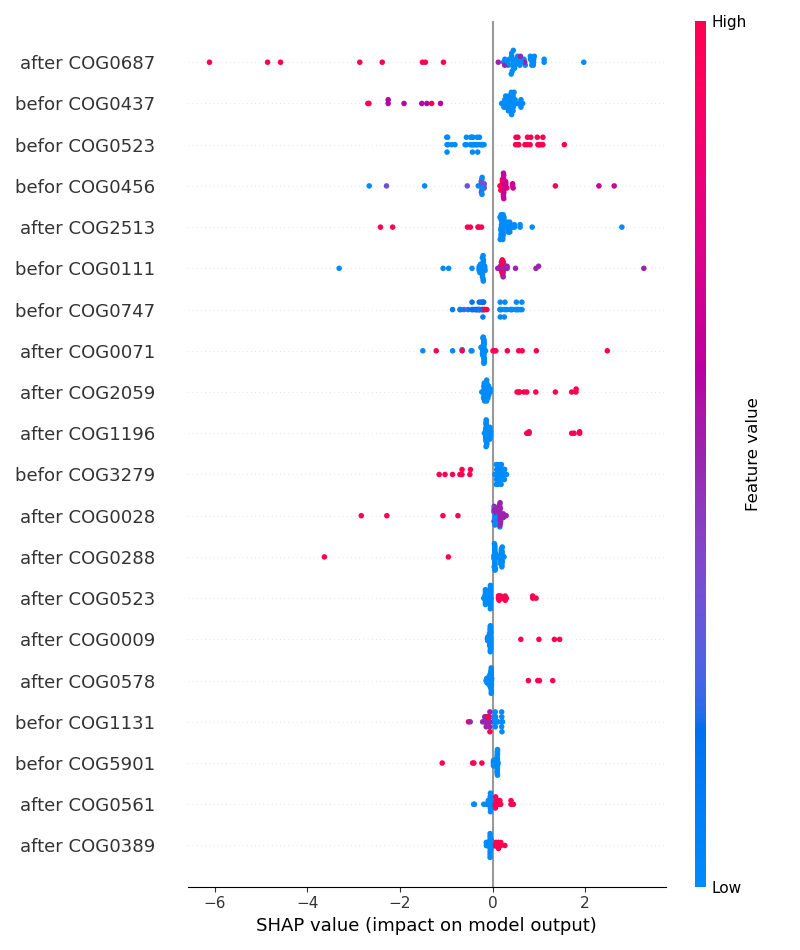 High
after COG0687
befor COG0437
befor COG0523
befor COG0456
after COG2513
befor COG0111
befor COG0747
after COG0071
after COG2059
after COG1196
befor COG3279
after COG0028
after COG0288
after COG0523
after COG0009
after COG0578
befor COG1131
befor COG5901
after COG0561
after COG0389
Feature value
Low
−6 −4 −2 0 2
SHAP value (impact on model output)